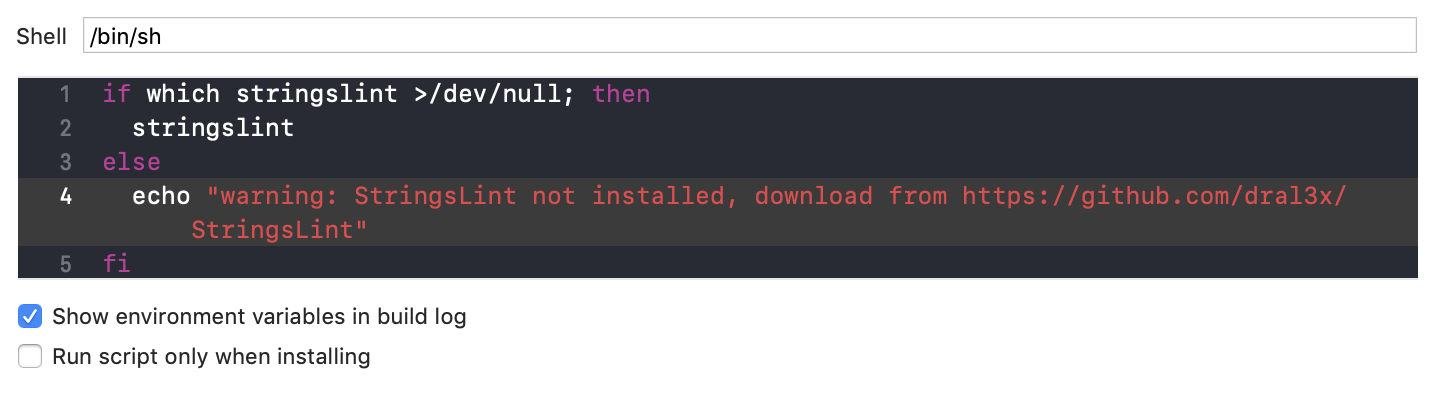 Shell /bin/sh
1 if which stringslint >/dev/null; then
2 stringslint
3 else
4 echo "warning: StringsLint not installed, download from https://github.com/dral3x/
StringsLint"
5 fi
Show environment variables in build log
Run script only when installing